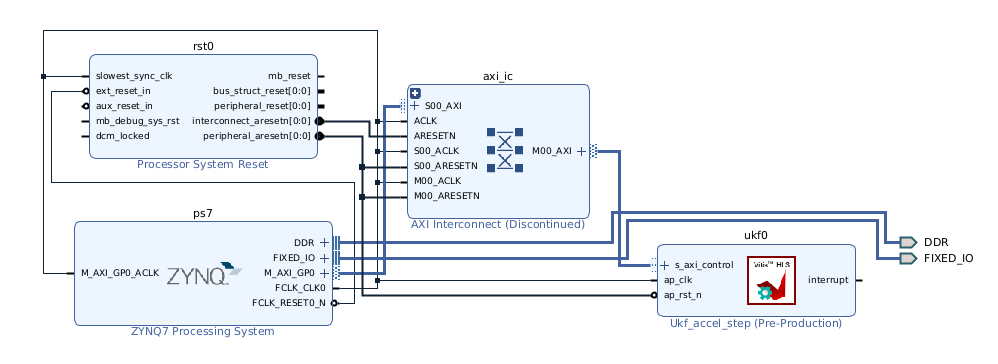 rst0
slowest_sync_clk
ext_reset_in
aux_reset_in
mb_debug_sys_rst
dcm_locked
mb_reset
bus_struct_reset[0:0]
peripheral_reset[0:0]
interconnect_aresetn[0:0]
peripheral_aresetn[0:0]
Processor System Reset
axi_ic
S00_AXI
ACLK
ARESETN
S00_ACLK
S00_ARESETN
M00_ACLK
M00_ARESETN
M00_AXI
AXI Interconnect (Discontinued)
ps7
M_AXI_GP0_ACLK
ZYNQ
DDR
FIXED_IO
M_AXI_GP0
FCLK_CLK0
FCLK_RESET0_N
ZYNQ7 Processing System
ukf0
s_axi_control
ap_clk
ap_rst_n
Vitis™ HLS
interrupt
Ukf_accel_step (Pre-Production)
DDR
FIXED_IO